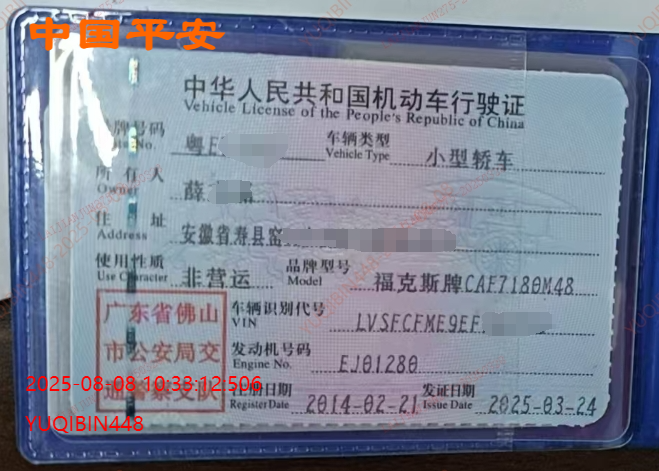 中国平安
中华人民共和国机动车行驶证
Vehicle License of the People's Republic of China
号牌号码 粤E 车辆类型 小型轿车
Plate No. Vehicle Type
所有人 薛
Owner
住址 安徽省寿县窑
Address
使用性质 非营运 品牌型号 福克斯牌CAF7180M48
Use Character Model
广东省佛山
市公安局交
通警察支队
车辆识别代号 LVSFCFME9EF
VIN
发动机号码 EJ01280
Engine No.
注册日期 2014-02-21 发证日期 2025-03-24
Register Date Issue Date
2025-08-08 10:33:12.506
YUQIBIN448